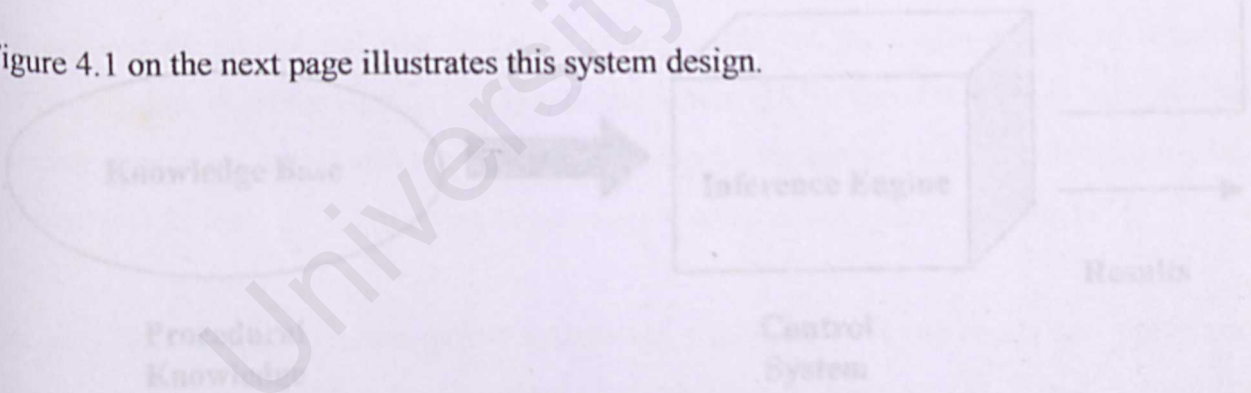 igure 4.1 on the next page illustrates this system design.
Knowledge Base
Inference Engine
Results
Procedural Control
Knowledge System
University